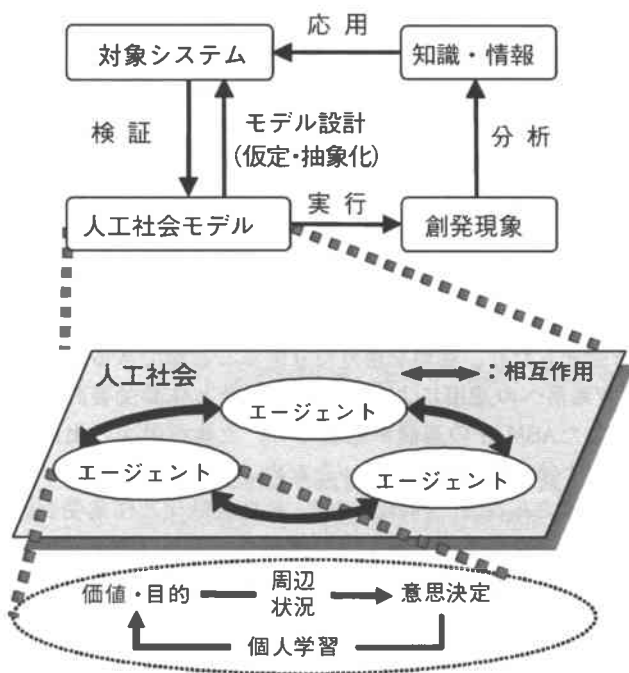 応用
対象システム
知識・情報
検証
モデル設計
(仮定・抽象化)
分析
人工社会モデル
実行
創発現象
人工社会
:相互作用
エージェント
エージェント
エージェント
価値・目的
周辺
状況
意思決定
個人学習